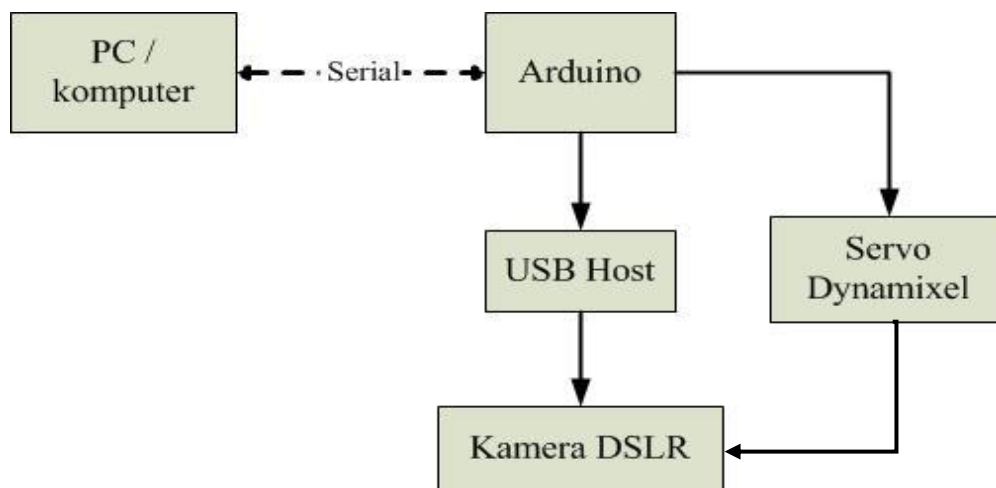 PC /
komputer
Serial
Arduino
USB Host
Servo
Dynamixel
Kamera DSLR